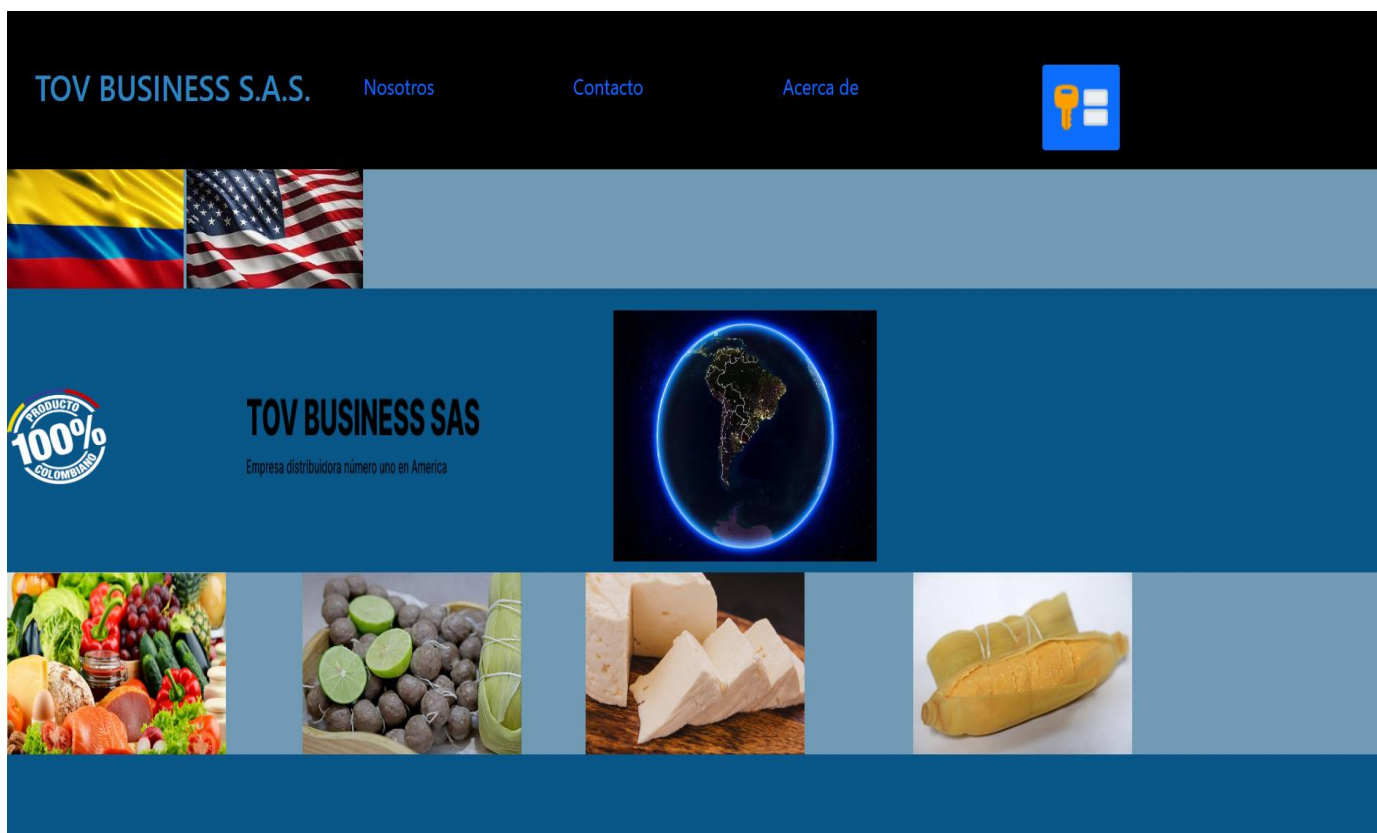 TOV BUSINESS S.A.S.
Nosotros
Contacto
Acerca de
PRODUCTO
100%
COLOMBIANO
TOV BUSINESS SAS
Empresa distribuidora número uno en America